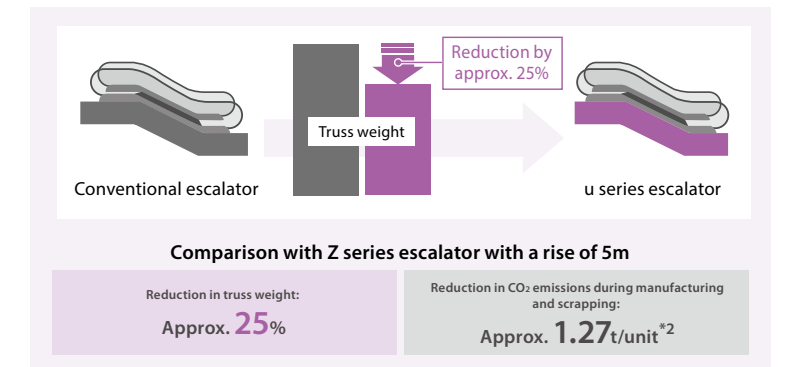 Reduction by
approx. 25%
Truss weight
Conventional escalator
u series escalator
Comparison with Z series escalator with a rise of 5m
Reduction in truss weight:
Approx. 25%
Reduction in CO₂ emissions during manufacturing
and scrapping:
Approx. 1.27t/unit*2